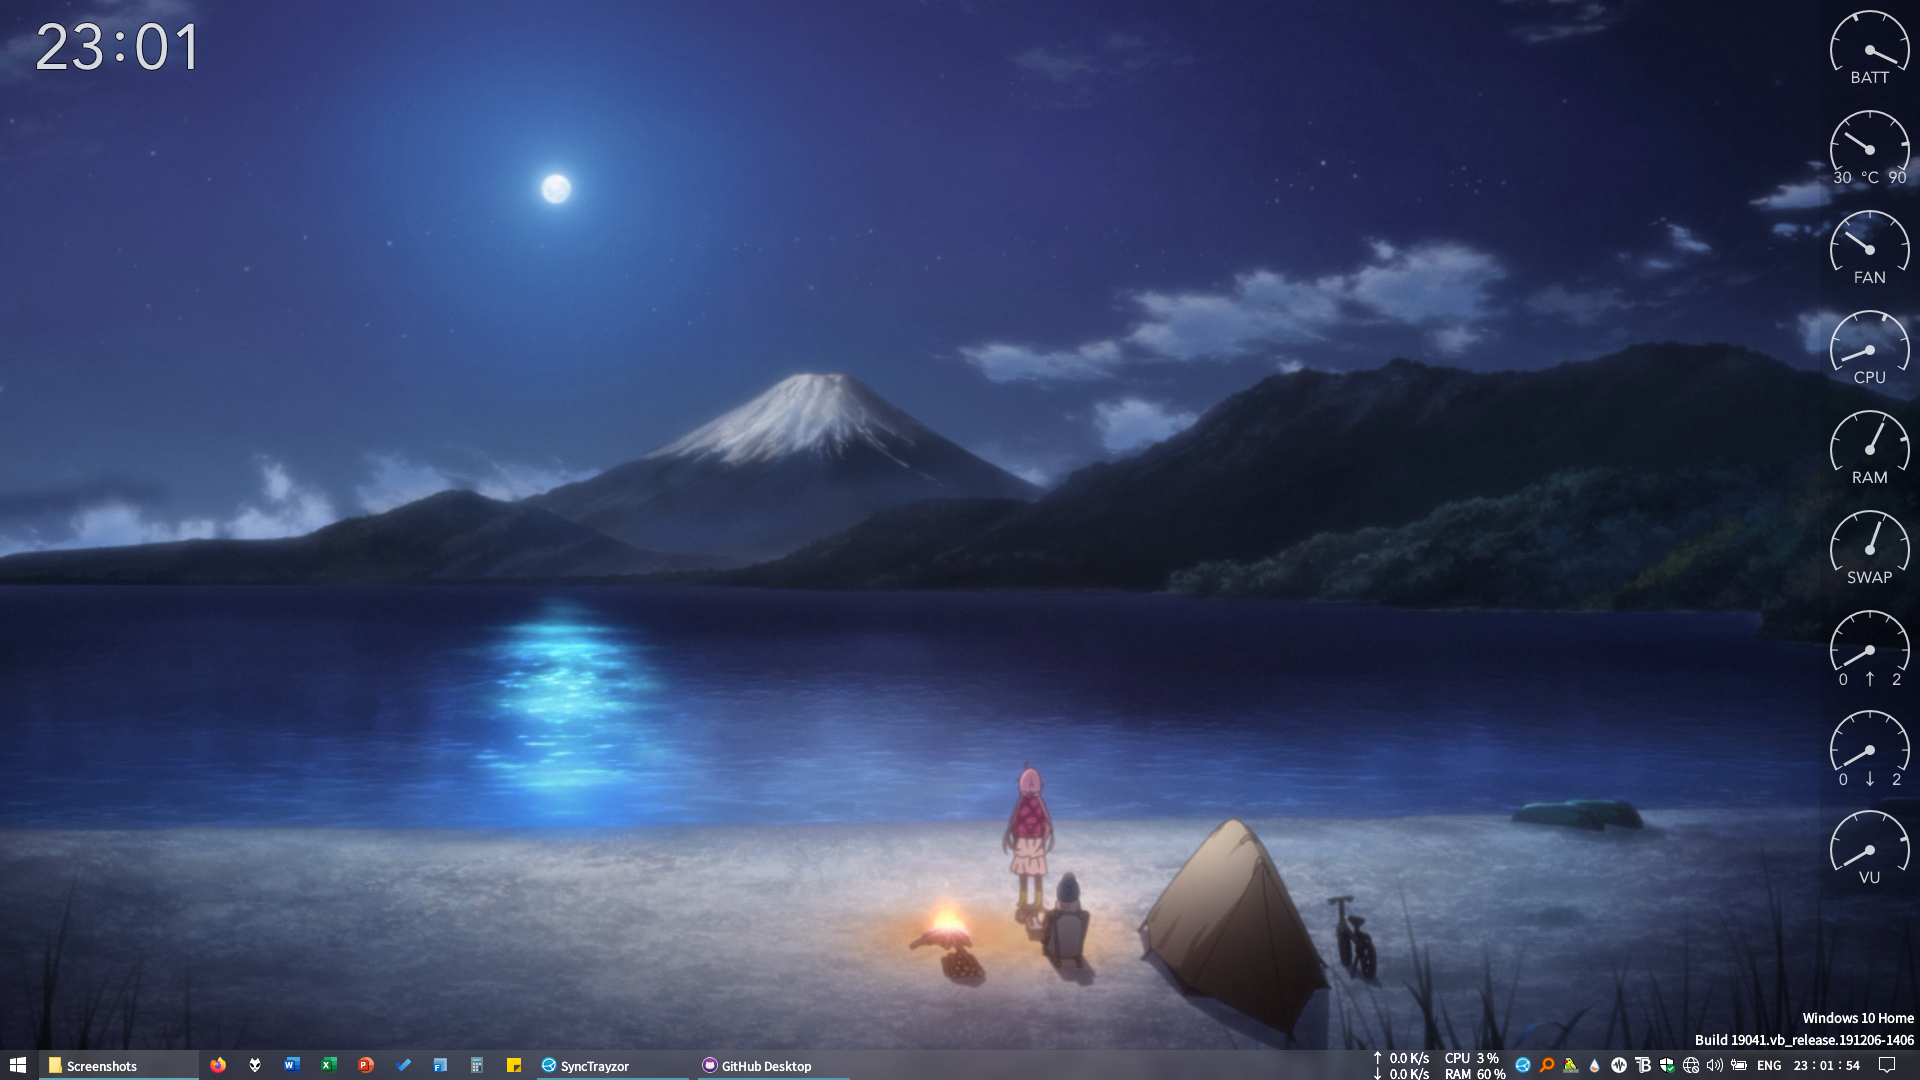 23:01
BATT
30 °C 90
FAN
CPU
RAM
SWAP
0 ↑ 2
0 ↓ 2
VU
Windows 10 Home
Build 19041.vb_release.191206-1406
Screenshots
SyncTrayzor
GitHub Desktop
↑ 0.0 K/s CPU 3 %
↓ 0.0 K/s RAM 60 %
ENG
23 : 01 : 54